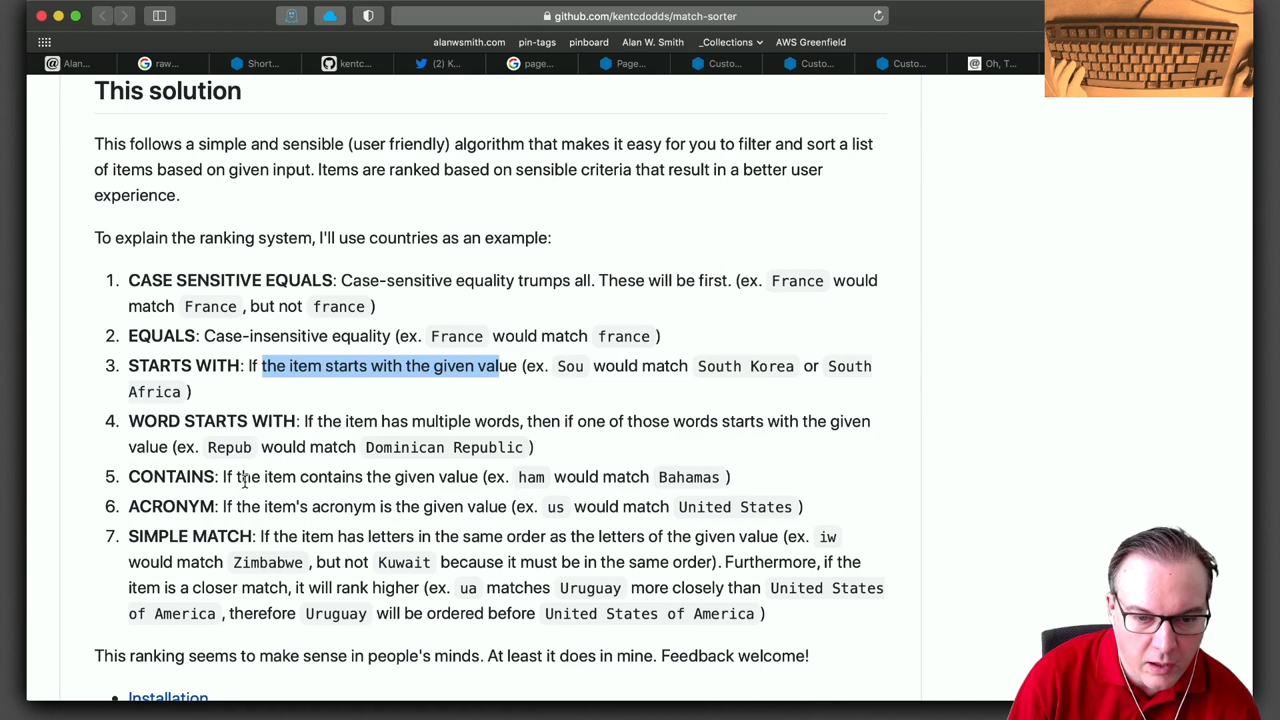 github.com/kentcdodds/match-sorter
alanwsmith.com pin-tags pinboard Alan W. Smith _Collections AWS Greenfield
Alan... raw... Short... kentc... (2) K... page... Page... Custo... Custo... Custo... Oh, T...
This solution
This follows a simple and sensible (user friendly) algorithm that makes it easy for you to filter and sort a list
of items based on given input. Items are ranked based on sensible criteria that result in a better user
experience.
To explain the ranking system, I'll use countries as an example:
1. CASE SENSITIVE EQUALS: Case-sensitive equality trumps all. These will be first. (ex. France would
match France, but not france)
2. EQUALS: Case-insensitive equality (ex. France would match france)
3. STARTS WITH: If the item starts with the given value (ex. Sou would match South Korea or South
Africa)
4. WORD STARTS WITH: If the item has multiple words, then if one of those words starts with the given
value (ex. Repub would match Dominican Republic)
5. CONTAINS: If the item contains the given value (ex. ham would match Bahamas)
6. ACRONYM: If the item's acronym is the given value (ex. us would match United States)
7. SIMPLE MATCH: If the item has letters in the same order as the letters of the given value (ex. iw
would match Zimbabwe, but not Kuwait because it must be in the same order). Furthermore, if the
item is a closer match, it will rank higher (ex. ua matches Uruguay more closely than United States
of America, therefore Uruguay will be ordered before United States of America)
This ranking seems to make sense in people's minds. At least it does in mine. Feedback welcome!
• Installation